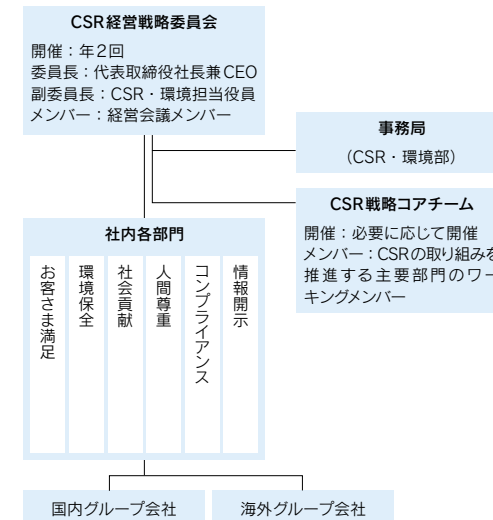 CSR経営戦略委員会
開催：年2回
委員長：代表取締役社長兼CEO
副委員長：CSR・環境担当役員
メンバー：経営会議メンバー
事務局
（CSR・環境部）
CSR戦略コアチーム
開催：必要に応じて開催
メンバー：CSRの取り組みを
推進する主要部門のワー
キングメンバー
社内各部門
お客さま満足
環境保全
社会貢献
人間尊重
コンプライアンス
情報開示
国内グループ会社
海外グループ会社